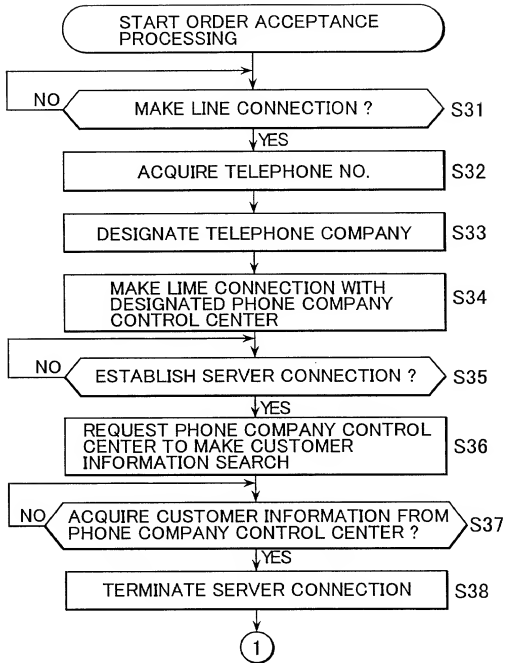 START ORDER ACCEPTANCE
PROCESSING
NO
MAKE LINE CONNECTION ?
S31
YES
ACQUIRE TELEPHONE NO.
S32
DESIGNATE TELEPHONE COMPANY
S33
MAKE LIME CONNECTION WITH
DESIGNATED PHONE COMPANY
CONTROL CENTER
S34
NO
ESTABLISH SERVER CONNECTION ?
S35
YES
REQUEST PHONE COMPANY CONTROL
CENTER TO MAKE CUSTOMER
INFORMATION SEARCH
S36
NO
ACQUIRE CUSTOMER INFORMATION FROM
PHONE COMPANY CONTROL CENTER ?
S37
YES
TERMINATE SERVER CONNECTION
S38
1